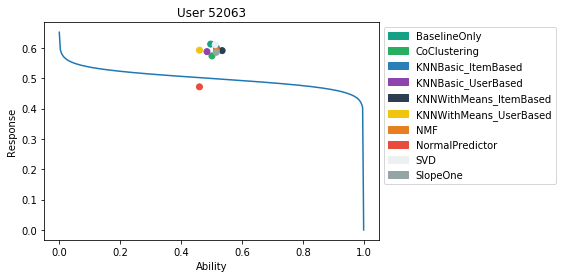 User 52063
Response
0.6
0.5
0.4
0.3
0.2
0.1
0.0
0.0
0.2
0.4
0.6
0.8
1.0
Ability
BaselineOnly
CoClustering
KNNBasic_ItemBased
KNNBasic_UserBased
KNNWithMeans_ItemBased
KNNWithMeans_UserBased
NMF
NormalPredictor
SVD
SlopeOne